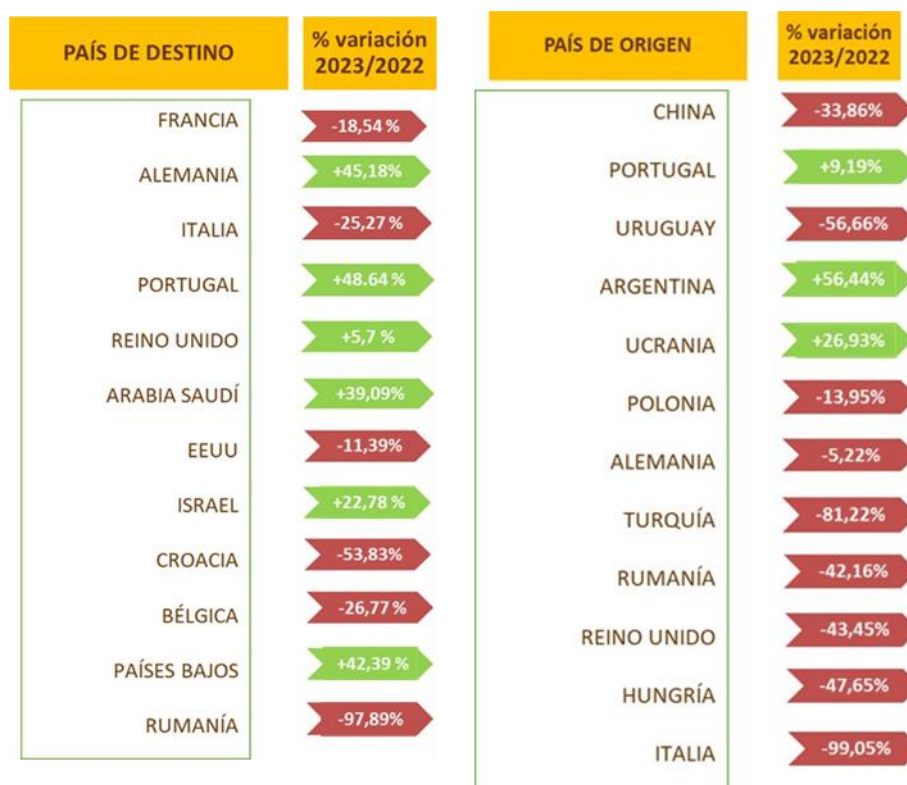 PAÍS DE DESTINO
% variación
2023/2022
FRANCIA
-18,54 %
ALEMANIA
+45,18%
ITALIA
-25,27 %
PORTUGAL
+48.64 %
REINO UNIDO
+5,7 %
ARABIA SAUDÍ
+39,09%
EEUU
-11,39%
ISRAEL
+22,78 %
CROACIA
-53,83%
BÉLGICA
-26,77 %
PAÍSES BAJOS
+42,39 %
RUMANÍA
-97,89%
PAÍS DE ORIGEN
% variación
2023/2022
CHINA
-33,86%
PORTUGAL
+9,19%
URUGUAY
-56,66%
ARGENTINA
+56,44%
UCRANIA
+26,93%
POLONIA
-13,95%
ALEMANIA
-5,22%
TURQUÍA
-81,22%
RUMANÍA
-42,16%
REINO UNIDO
-43,45%
HUNGRÍA
-47,65%
ITALIA
-99,05%